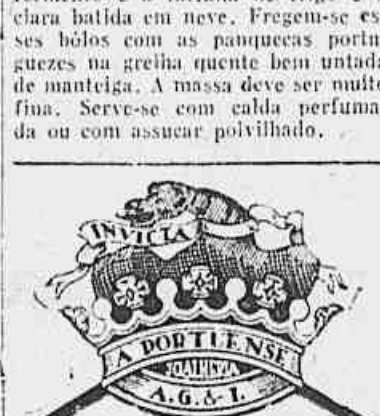 clara batida em neve. Fregem-se es
ses bôlos com as panquecas portu
guezes na grelha quente bem untada
de manteiga. A massa deve ser muito
fina. Serve-se com calda perfuma
da ou com assucar polvilhado.
INVICTA
A PORTUENSE
JOALHERIA
A. G. & I.